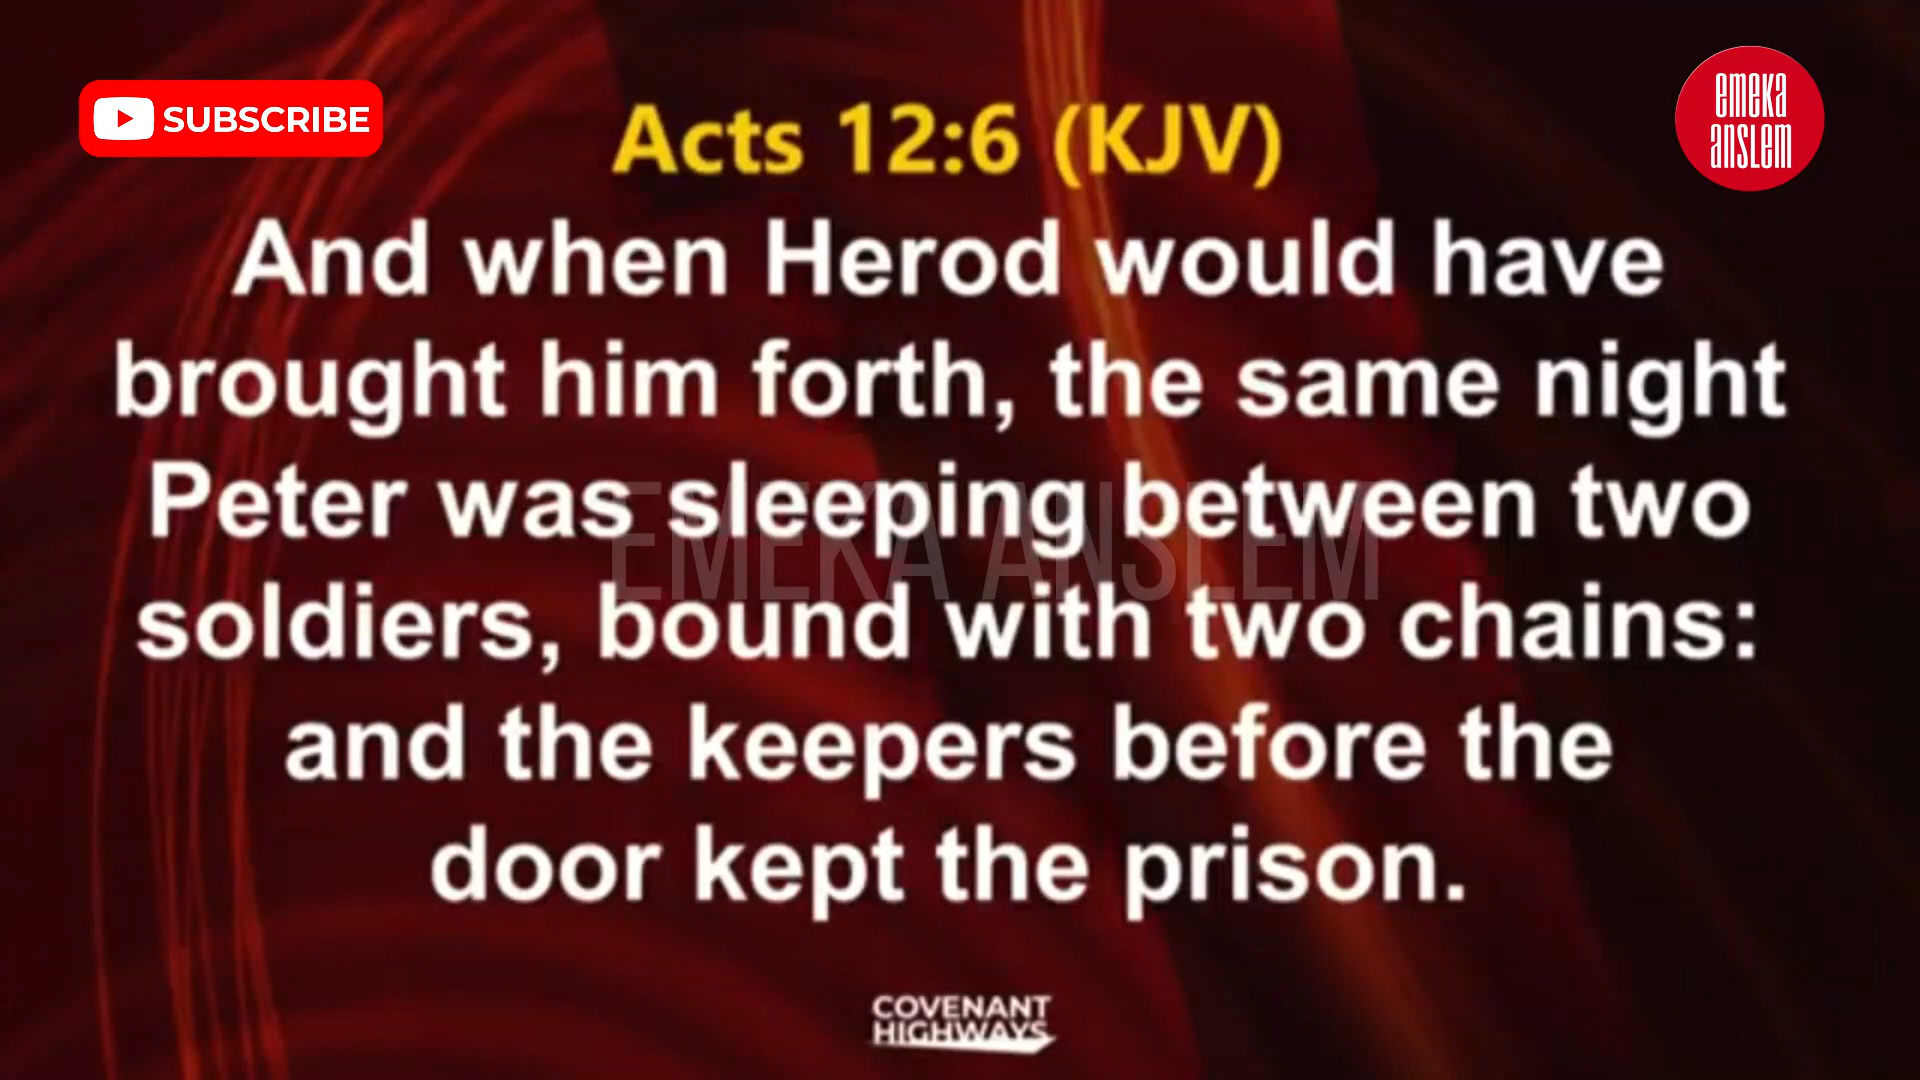 SUBSCRIBE
emeka
anslem
Acts 12:6 (KJV)
And when Herod would have
brought him forth, the same night
Peter was sleeping between two
soldiers, bound with two chains:
and the keepers before the
door kept the prison.
EMEKA ANSLEM
COVENANT
HIGHWAYS